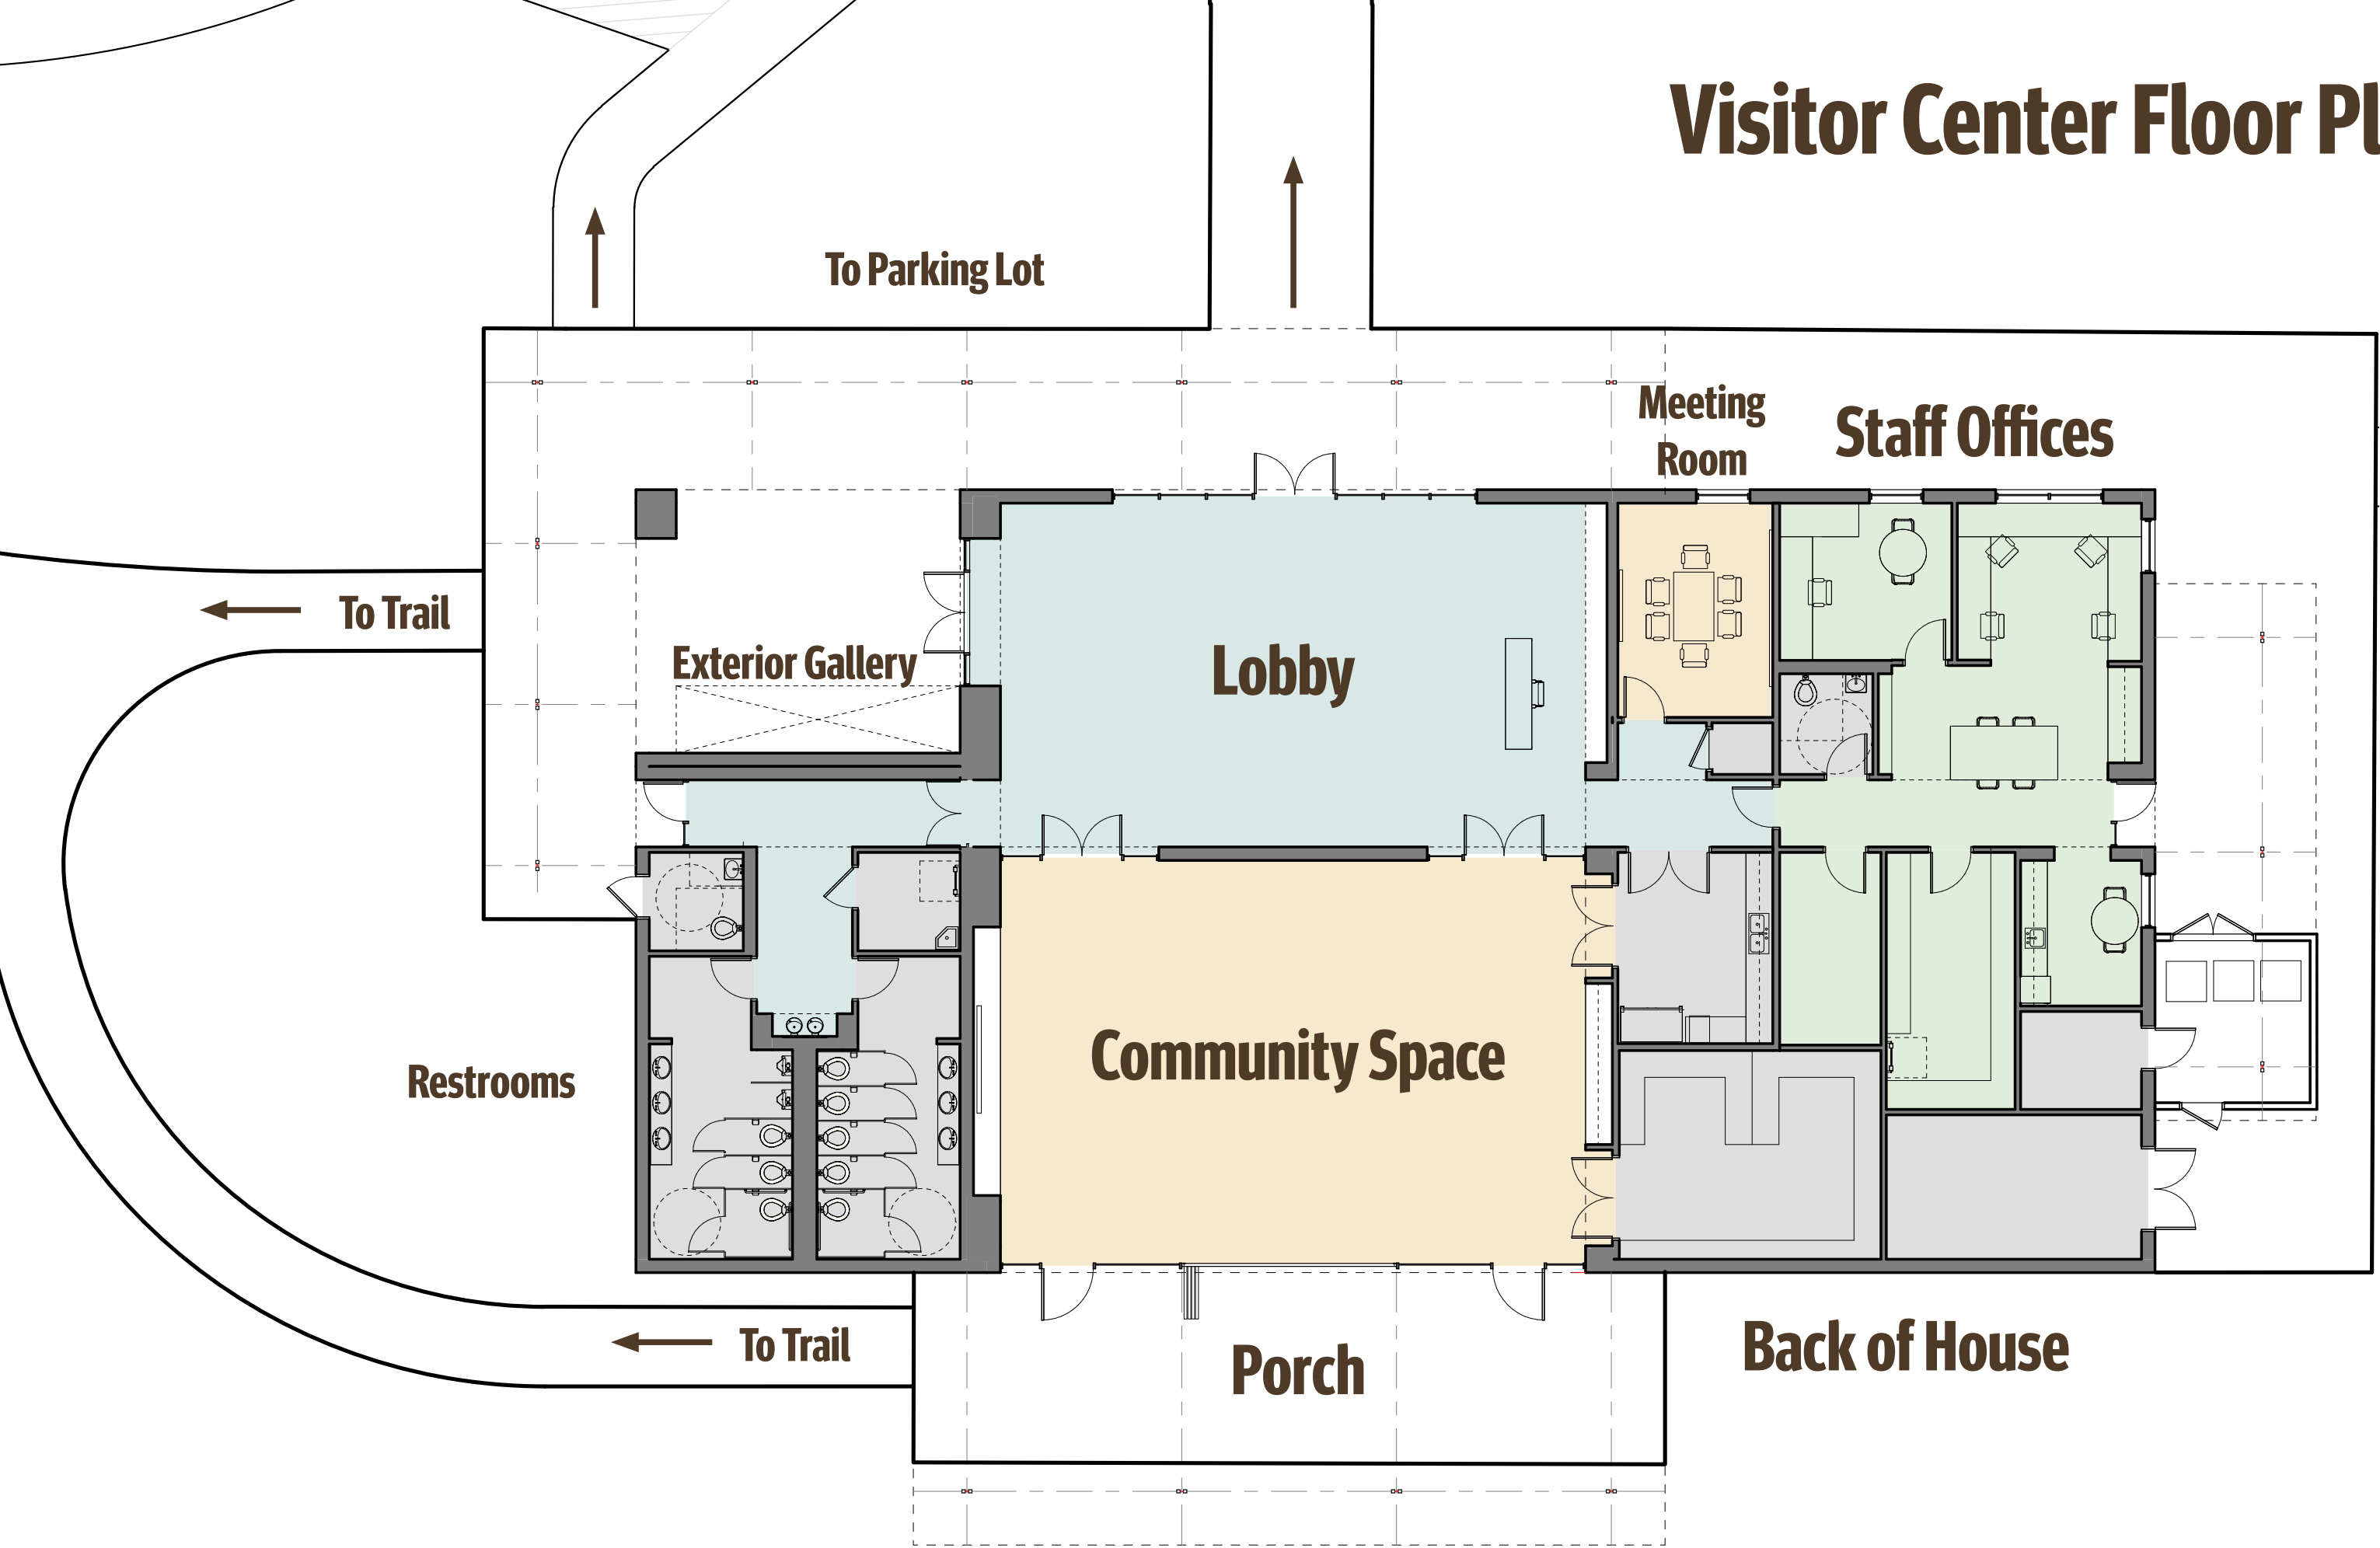 Visitor Center Floor Pl
To Parking Lot
Meeting
Room
Staff Offices
To Trail
Exterior Gallery
Lobby
Restrooms
Community Space
To Trail
Porch
Back of House